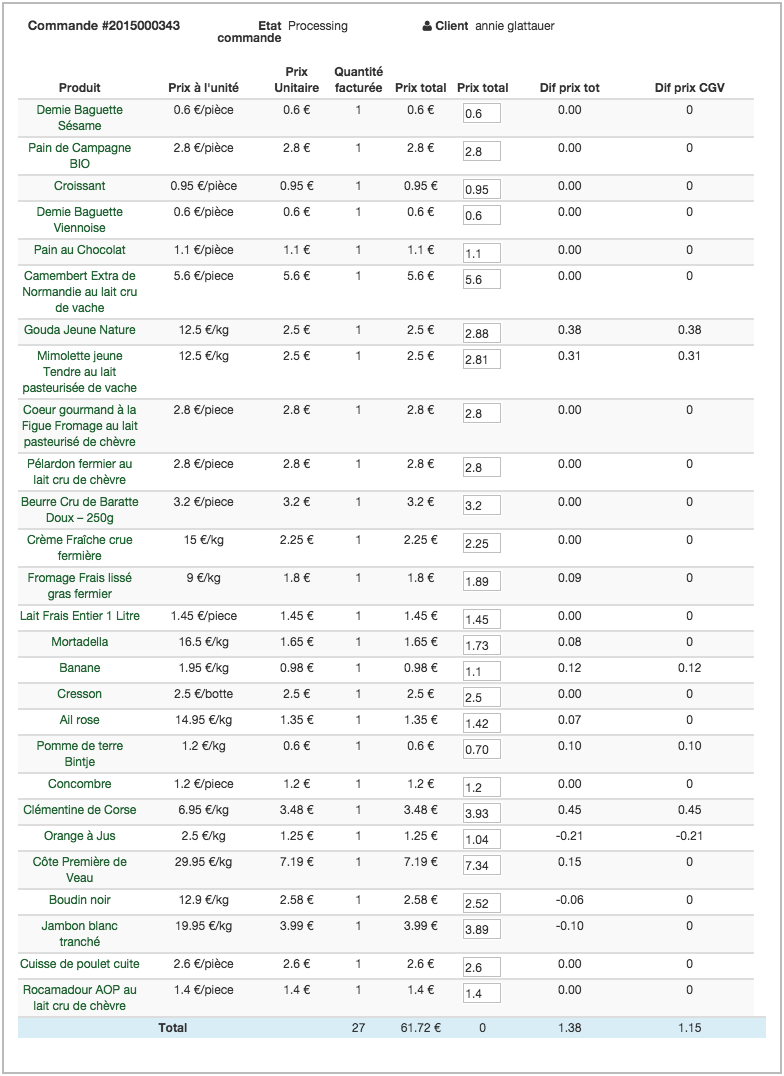 Commande #2015000343 Etat commande Processing Client annie glattauer
Produit Prix à l'unité Prix Unitaire Quantité facturée Prix total Prix total Dif prix tot Dif prix CGV
Demie Baguette Sésame 0.6 €/pièce 0.6 € 1 0.6 € 0.6 0.00 0
Pain de Campagne BIO 2.8 €/pièce 2.8 € 1 2.8 € 2.8 0.00 0
Croissant 0.95 €/pièce 0.95 € 1 0.95 € 0.95 0.00 0
Demie Baguette Viennoise 0.6 €/pièce 0.6 € 1 0.6 € 0.6 0.00 0
Pain au Chocolat 1.1 €/pièce 1.1 € 1 1.1 € 1.1 0.00 0
Camembert Extra de Normandie au lait cru de vache 5.6 €/piece 5.6 € 1 5.6 € 5.6 0.00 0
Gouda Jeune Nature 12.5 €/kg 2.5 € 1 2.5 € 2.88 0.38 0.38
Mimolette jeune Tendre au lait pasteurisée de vache 12.5 €/kg 2.5 € 1 2.5 € 2.81 0.31 0.31
Coeur gourmand à la Figue Fromage au lait pasteurisé de chèvre 2.8 €/piece 2.8 € 1 2.8 € 2.8 0.00 0
Pélardon fermier au lait cru de chèvre 2.8 €/piece 2.8 € 1 2.8 € 2.8 0.00 0
Beurre Cru de Baratte Doux – 250g 3.2 €/piece 3.2 € 1 3.2 € 3.2 0.00 0
Crème Fraîche crue fermière 15 €/kg 2.25 € 1 2.25 € 2.25 0.00 0
Fromage Frais lissé gras fermier 9 €/kg 1.8 € 1 1.8 € 1.89 0.09 0
Lait Frais Entier 1 Litre 1.45 €/piece 1.45 € 1 1.45 € 1.45 0.00 0
Mortadella 16.5 €/kg 1.65 € 1 1.65 € 1.73 0.08 0
Banane 1.95 €/kg 0.98 € 1 0.98 € 1.1 0.12 0.12
Cresson 2.5 €/botte 2.5 € 1 2.5 € 2.5 0.00 0
Ail rose 14.95 €/kg 1.35 € 1 1.35 € 1.42 0.07 0
Pomme de terre Bintje 1.2 €/kg 0.6 € 1 0.6 € 0.70 0.10 0.10
Concombre 1.2 €/piece 1.2 € 1 1.2 € 1.2 0.00 0
Clémentine de Corse 6.95 €/kg 3.48 € 1 3.48 € 3.93 0.45 0.45
Orange à Jus 2.5 €/kg 1.25 € 1 1.25 € 1.04 -0.21 -0.21
Côte Première de Veau 29.95 €/kg 7.19 € 1 7.19 € 7.34 0.15 0
Boudin noir 12.9 €/kg 2.58 € 1 2.58 € 2.52 -0.06 0
Jambon blanc tranché 19.95 €/kg 3.99 € 1 3.99 € 3.89 -0.10 0
Cuisse de poulet cuite 2.6 €/pièce 2.6 € 1 2.6 € 2.6 0.00 0
Rocamadour AOP au lait cru de chèvre 1.4 €/piece 1.4 € 1 1.4 € 1.4 0.00 0
Total 27 61.72 € 0 1.38 1.15